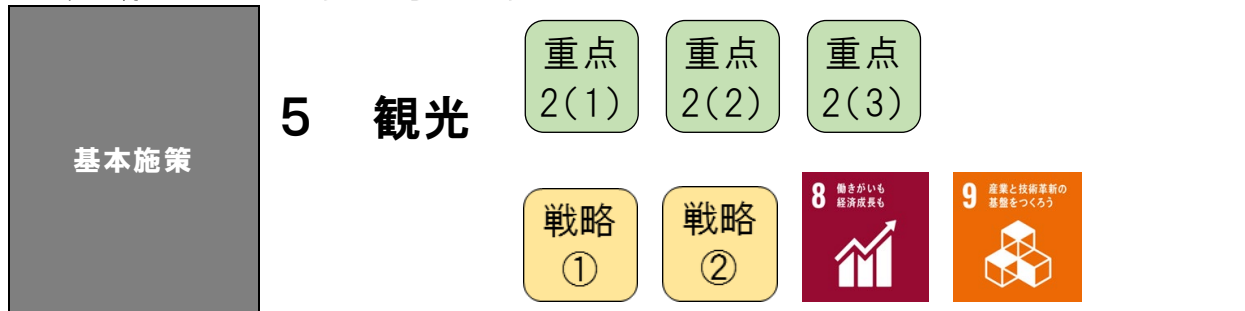 基本施策
５　観光
重点
2(1)
重点
2(2)
重点
2(3)
戦略
①
戦略
②
8 働きがいも
経済成長も
9 産業と技術革新の
基盤をつくろう